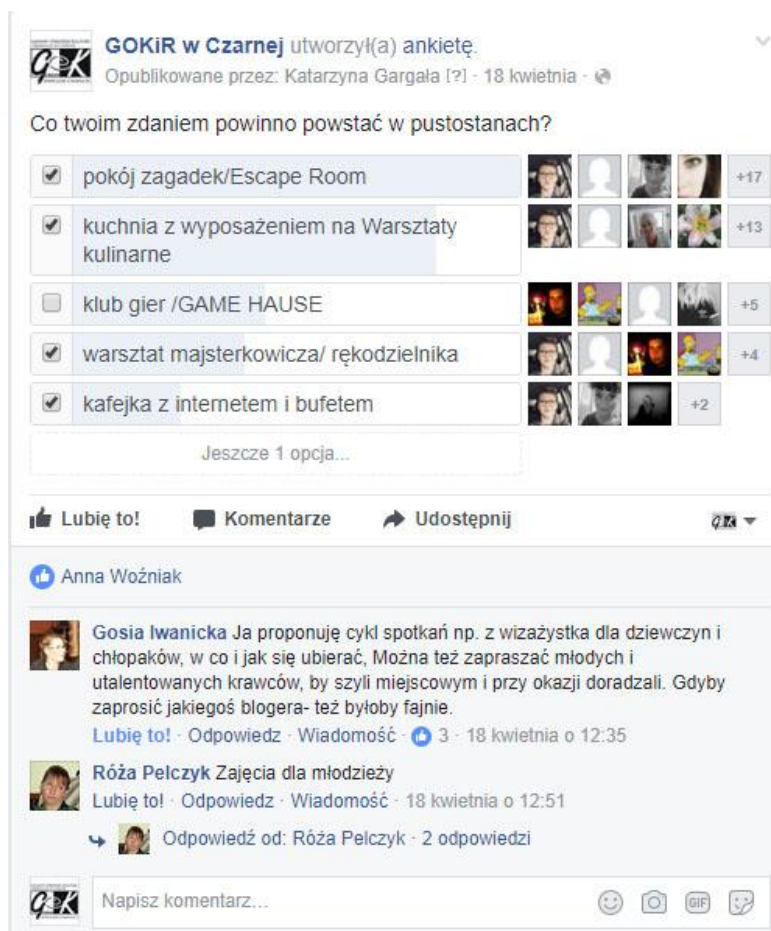 GOKiR w Czarnej utworzył(a) ankietę.
Opublikowane przez: Katarzyna Gargała [?] · 18 kwietnia ·
Co twoim zdaniem powinno powstać w pustostanach?
pokój zagadek/Escape Room
+17
kuchnia z wyposażeniem na Warsztaty
kulinarne
+13
klub gier /GAME HAUSE
+5
warsztat majsterkowicza/ rękodzielnika
+4
kafejka z internetem i bufetem
+2
Jeszcze 1 opcja...
Lubię to! Komentarze Udostępnij
Anna Woźniak
Gosia Iwanicka Ja proponuję cykl spotkań np. z wizażystka dla dziewczyn i
chłopaków, w co i jak się ubierać, Można też zapraszać młodych i
utalentowanych krawców, by szyli miejscowym i przy okazji doradzali. Gdyby
zaprosić jakiegoś blogera- też byłoby fajnie.
Lubię to! · Odpowiedz · Wiadomość · 3 · 18 kwietnia o 12:35
Róża Pelczyk Zajęcia dla młodzieży
Lubię to! · Odpowiedz · Wiadomość · 18 kwietnia o 12:51
Odpowiedź od: Róża Pelczyk · 2 odpowiedzi
Napisz komentarz...
GIF